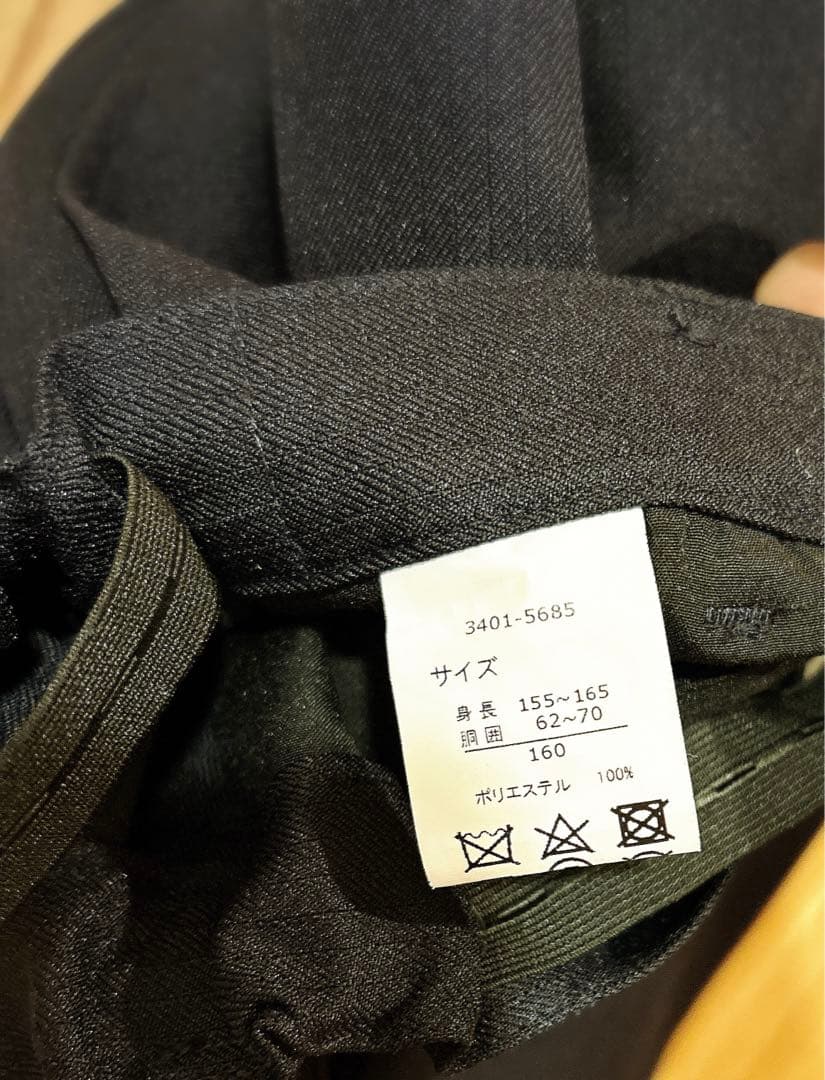 3401-5685
サイズ
身長 155~165
胴囲 62~70
160
ポリエステル 100%